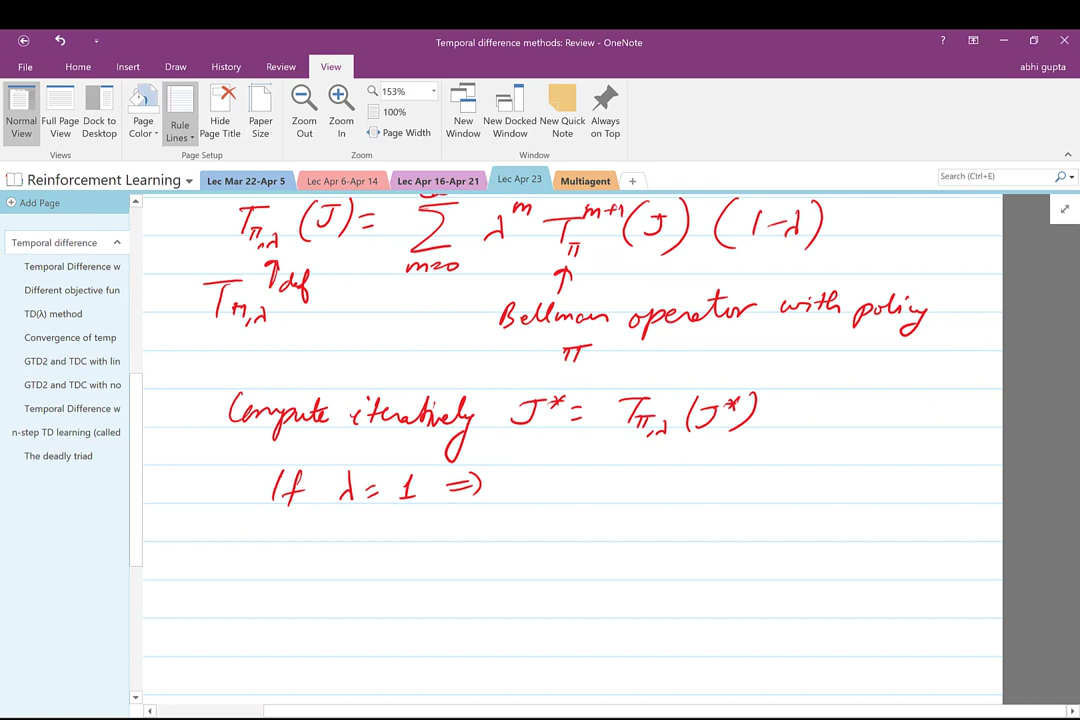 Temporal difference methods: Review - OneNote
abhi gupta
File Home Insert Draw History Review View
Normal View
Full Page View
Dock to Desktop
Page Color
Rule Lines
Hide Page Title
Paper Size
Zoom Out
Zoom In
153%
100%
Page Width
New Window
New Docked Window
New Quick Note
Always on Top
Views Page Setup Zoom Window
Reinforcement Learning Lec Mar 22-Apr 5 Lec Apr 6-Apr 14 Lec Apr 16-Apr 21 Lec Apr 23 Multiagent
Search (Ctrl+E)
Add Page
Temporal difference
Temporal Difference w
Different objective fun
TD(λ) method
Convergence of temp
GTD2 and TDC with lin
GTD2 and TDC with no
Temporal Difference w
n-step TD learning (called
The deadly triad
T_{π,λ} (J) = Σ_{m=0}^{∞} λ^m T_π^{m+1} (J) (1-λ)
↑ def
T_{π,λ}
↑
Bellman operator with policy
π
Compute iteratively J* = T_{π,λ} (J*)
If λ = 1 ⇒